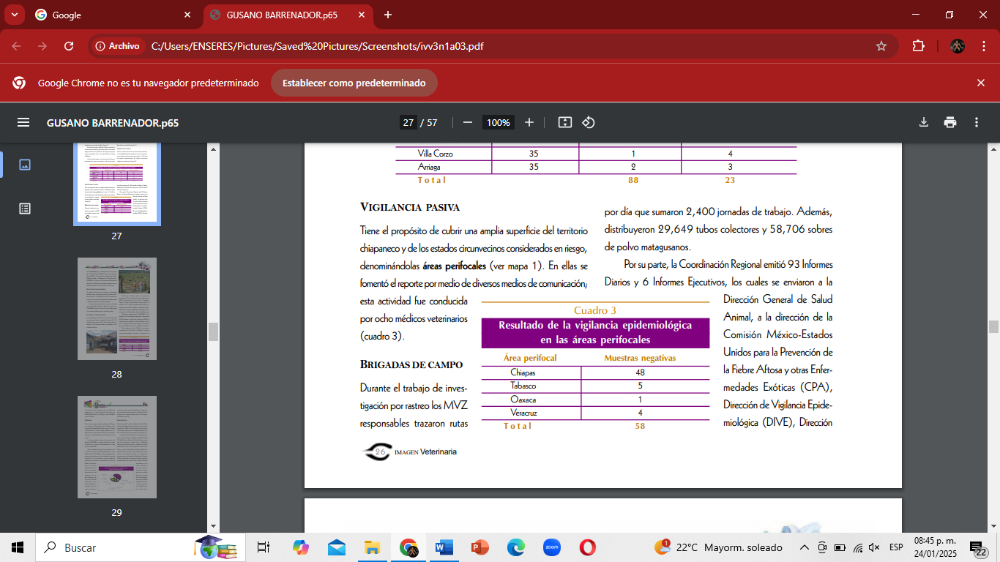 Google
GUSANO BARRENADOR.p65
Archivo
C:/Users/ENSERES/Pictures/Saved%20Pictures/Screenshots/ivv3n1a03.pdf
Google Chrome no es tu navegador predeterminado
Establecer como predeterminado
GUSANO BARRENADOR.p65
27 / 57
100%
27
28
29
Villa Corzo 35 1 4
Arriaga 35 2 3
Total 88 23
VIGILANCIA PASIVA
Tiene el propósito de cubrir una amplia superficie del territorio
chiapaneco y de los estados circunvecinos considerados en riesgo,
denominándolas áreas perifocales (ver mapa 1). En ellas se
fomentó el reporte por medio de diversos medios de comunicación;
esta actividad fue conducida
por ocho médicos veterinarios
(cuadro 3).
BRIGADAS DE CAMPO
Durante el trabajo de inves-
tigación por rastreo los MVZ
responsables trazaron rutas
Cuadro 3
Resultado de la vigilancia epidemiológica
en las áreas perifocales
Área perifocal Muestras negativas
Chiapas 48
Tabasco 5
Oaxaca 1
Veracruz 4
Total 58
por día que sumaron 2,400 jornadas de trabajo. Además,
distribuyeron 29,649 tubos colectores y 58,706 sobres
de polvo matagusanos.
Por su parte, la Coordinación Regional emitió 93 Informes
Diarios y 6 Informes Ejecutivos, los cuales se enviaron a la
Dirección General de Salud
Animal, a la dirección de la
Comisión México-Estados
Unidos para la Prevención de
la Fiebre Aftosa y otras Enfer-
medades Exóticas (CPA),
Dirección de Vigilancia Epide-
miológica (DIVE), Dirección
26 IMAGEN Veterinaria
Buscar
zoom
1
22°C Mayorm. soleado
ESP
08:45 p. m.
24/01/2025
22